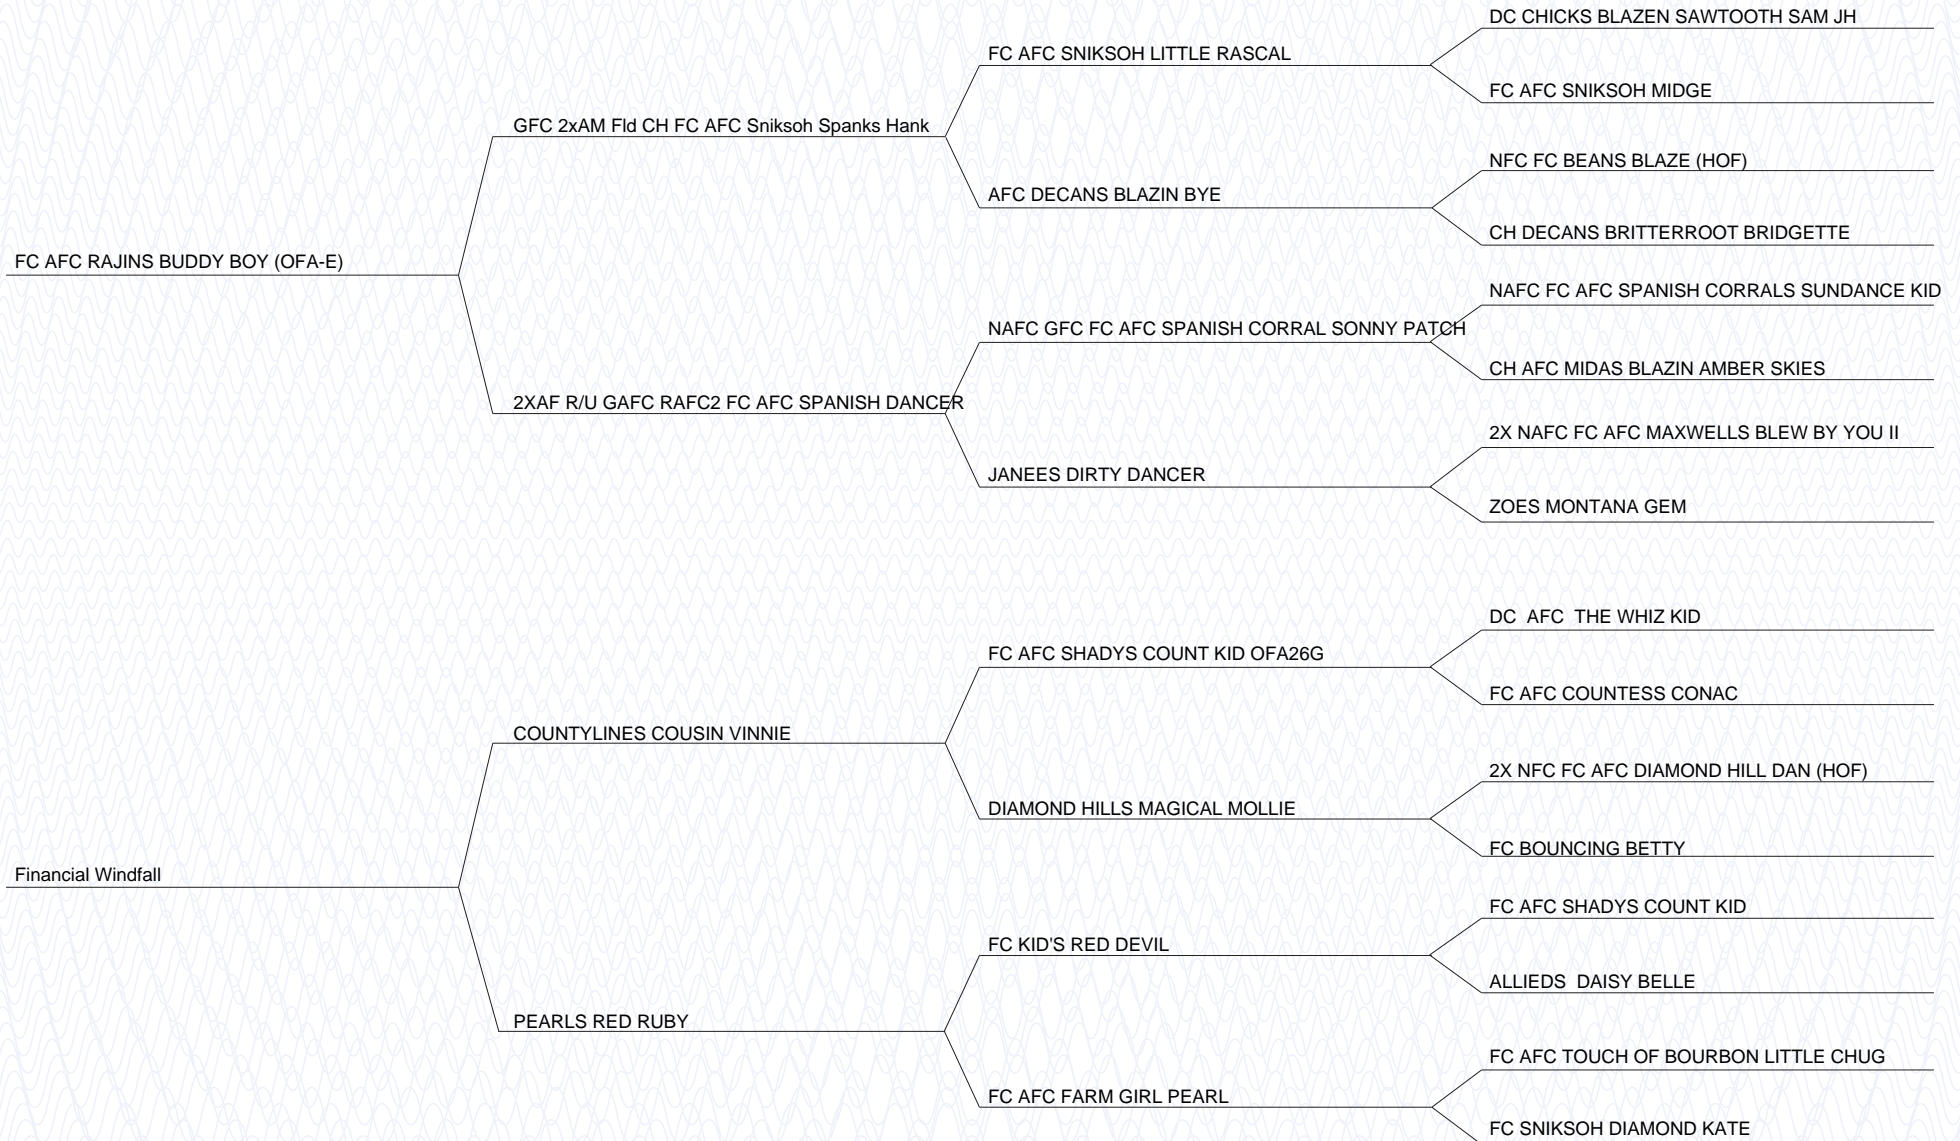 DC CHICKS BLAZEN SAWTOOTH SAM JH
FC AFC SNIKSOH LITTLE RASCAL
FC AFC SNIKSOH MIDGE
GFC 2xAM Fld CH FC AFC Sniksoh Spanks Hank
NFC FC BEANS BLAZE (HOF)
AFC DECANS BLAZIN BYE
CH DECANS BRITTERROOT BRIDGETTE
FC AFC RAJINS BUDDY BOY (OFA-E)
NAFC FC AFC SPANISH CORRALS SUNDANCE KID
NAFC GFC FC AFC SPANISH CORRAL SONNY PATCH
CH AFC MIDAS BLAZIN AMBER SKIES
2XAF R/U GAFC RAFC2 FC AFC SPANISH DANCER
2X NAFC FC AFC MAXWELLS BLEW BY YOU II
JANEES DIRTY DANCER
ZOES MONTANA GEM
DC  AFC  THE WHIZ KID
FC AFC SHADYS COUNT KID OFA26G
FC AFC COUNTESS CONAC
COUNTYLINES COUSIN VINNIE
2X NFC FC AFC DIAMOND HILL DAN (HOF)
DIAMOND HILLS MAGICAL MOLLIE
FC BOUNCING BETTY
Financial Windfall
FC AFC SHADYS COUNT KID
FC KID'S RED DEVIL
ALLIEDS  DAISY BELLE
PEARLS RED RUBY
FC AFC TOUCH OF BOURBON LITTLE CHUG
FC AFC FARM GIRL PEARL
FC SNIKSOH DIAMOND KATE